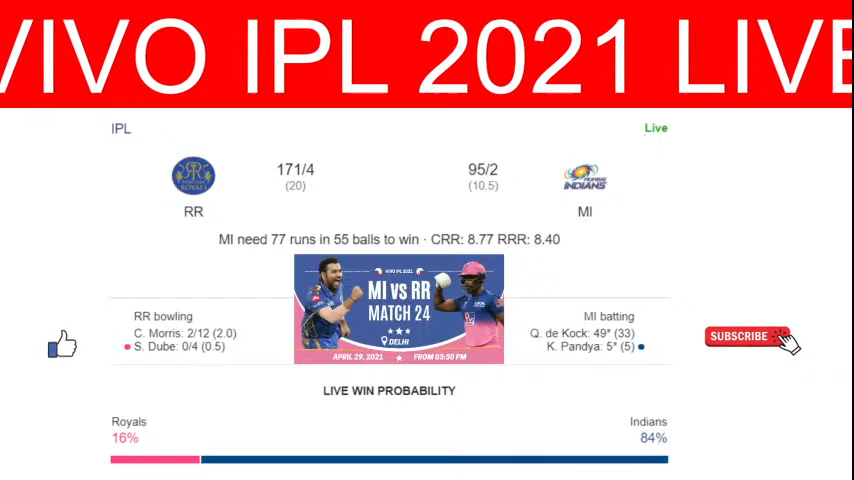 VIVO IPL 2021 LIVE
IPL
Live
171/4
95/2
(20)
(10.5)
ROYALS
MUMBAI
INDIANS
RR
MI
MI need 77 runs in 55 balls to win · CRR: 8.77 RRR: 8.40
VIVO IPL 2021
MI vs RR
MATCH 24
DELHI
APRIL 29, 2021
FROM 03:30 PM
RR bowling
C. Morris: 2/12 (2.0)
S. Dube: 0/4 (0.5)
MI batting
Q. de Kock: 49* (33)
K. Pandya: 5* (5)
SUBSCRIBE
LIVE WIN PROBABILITY
Royals
Indians
16%
84%